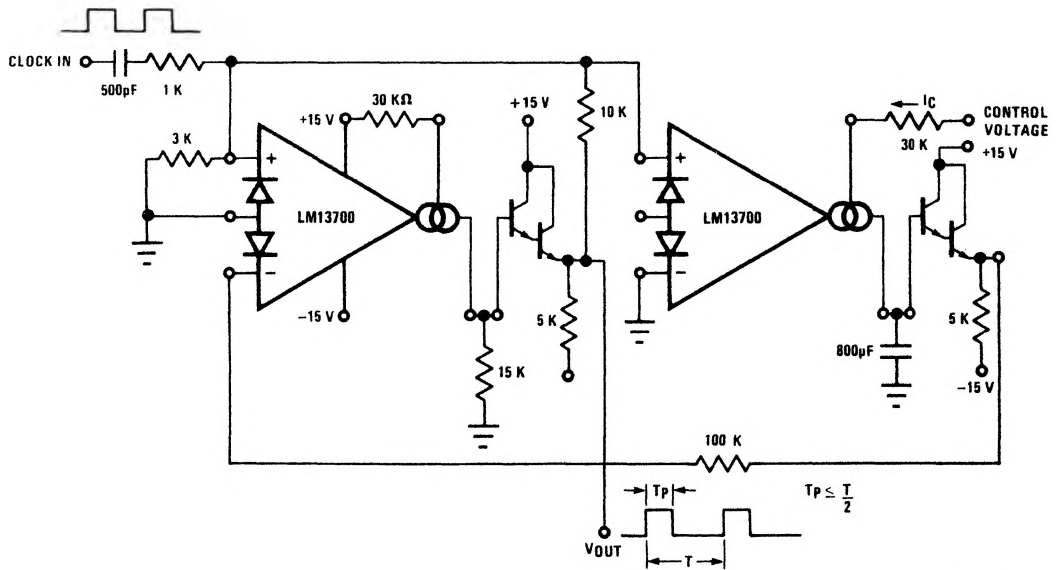 CLOCK IN
500pF
1 K
3 K
+15 V
30 KΩ
+
LM13700
−
−15 V
+15 V
10 K
5 K
15 K
+
LM13700
−
IC
30 K
CONTROL
VOLTAGE
+15 V
5 K
800µF
−15 V
100 K
TP
TP ≤ T/2
VOUT
T